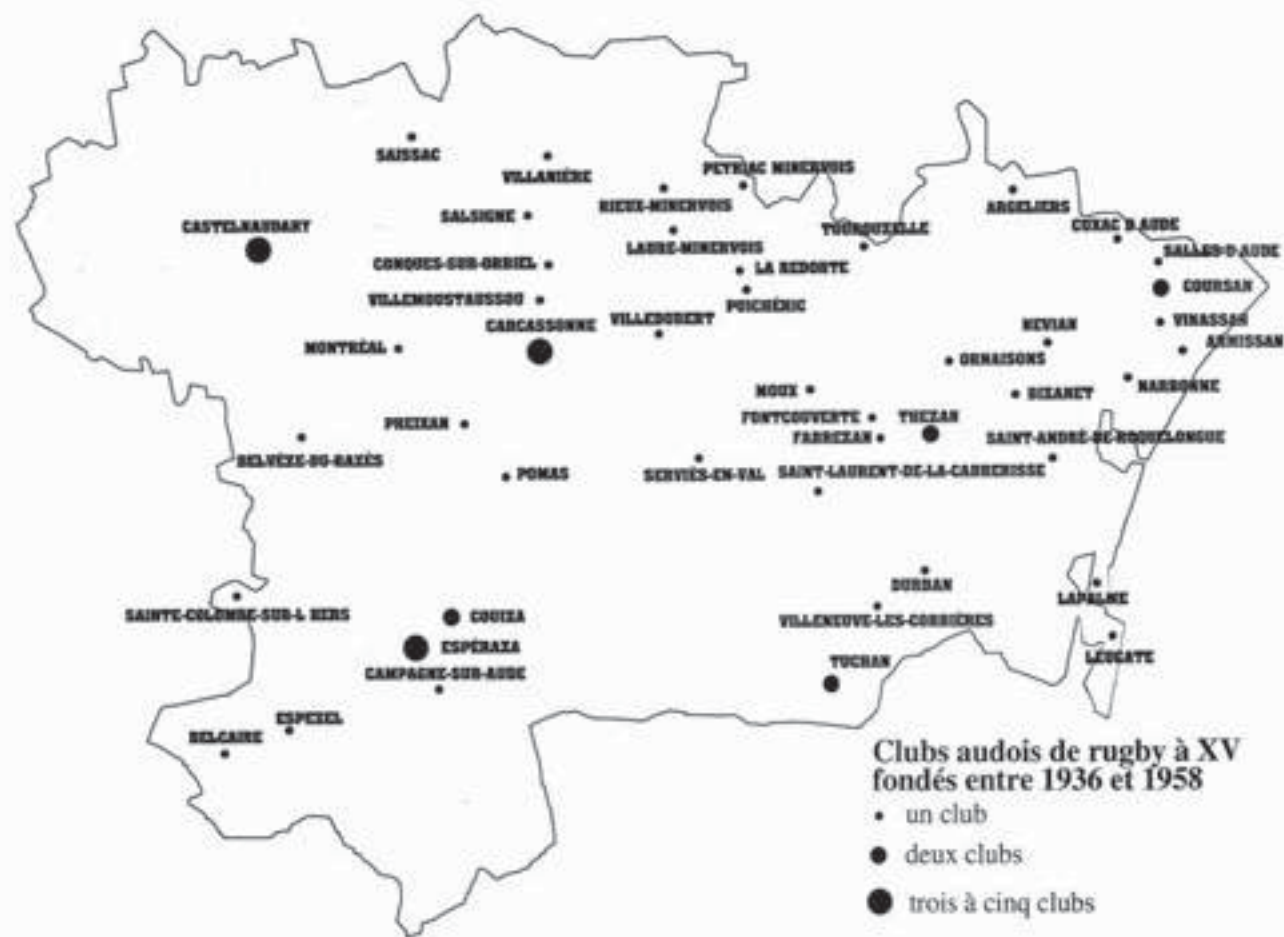 SAISSAC
VILLANIÈRE
PEYRIAC MINERVOIS
RIEUX-MINERVOIS
ARGELIERS
SALSIGNE
CASTELNAUDARY
LAURE-MINERVOIS
TOUROUZELLE
CUXAC D AUDE
SALLES-D'AUDE
CONQUES-SUR-ORBIEL
LA REDORTE
COURSAN
VILLEMOUSTAUSSOU
PUICHÉRIC
CARCASSONNE
VILLEDUBERT
VINASSAN
NEVIAN
ARMISSAN
MONTRÉAL
ORNAISONS
MOUX
BIZANET
NARBONNE
PREIXAN
FONTCOUVERTE
THEZAN
FABREZAN
SAINT-ANDRÉ-DE-ROQUELONGUE
BELVÈZE-DU-RAZÈS
POMAS
SERVIÈS-EN-VAL
SAINT-LAURENT-DE-LA-CABRERISSE
DURBAN
LAPALME
SAINTE-COLOMBE-SUR-L HERS
COUIZA
VILLENEUVE-LES-CORBIÈRES
ESPÉRAZA
LEUCATE
CAMPAGNE-SUR-AUDE
TUCHAN
ESPEZEL
BELCAIRE
Clubs audois de rugby à XV
fondés entre 1936 et 1958
un club
deux clubs
trois à cinq clubs